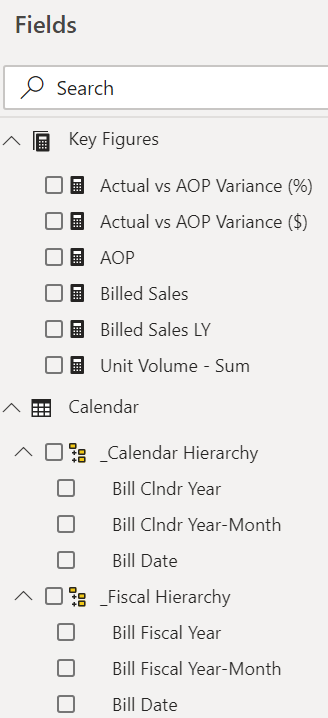 Fields
Search
Key Figures
Actual vs AOP Variance (%)
Actual vs AOP Variance ($)
AOP
Billed Sales
Billed Sales LY
Unit Volume - Sum
Calendar
_Calendar Hierarchy
Bill Clndr Year
Bill Clndr Year-Month
Bill Date
_Fiscal Hierarchy
Bill Fiscal Year
Bill Fiscal Year-Month
Bill Date